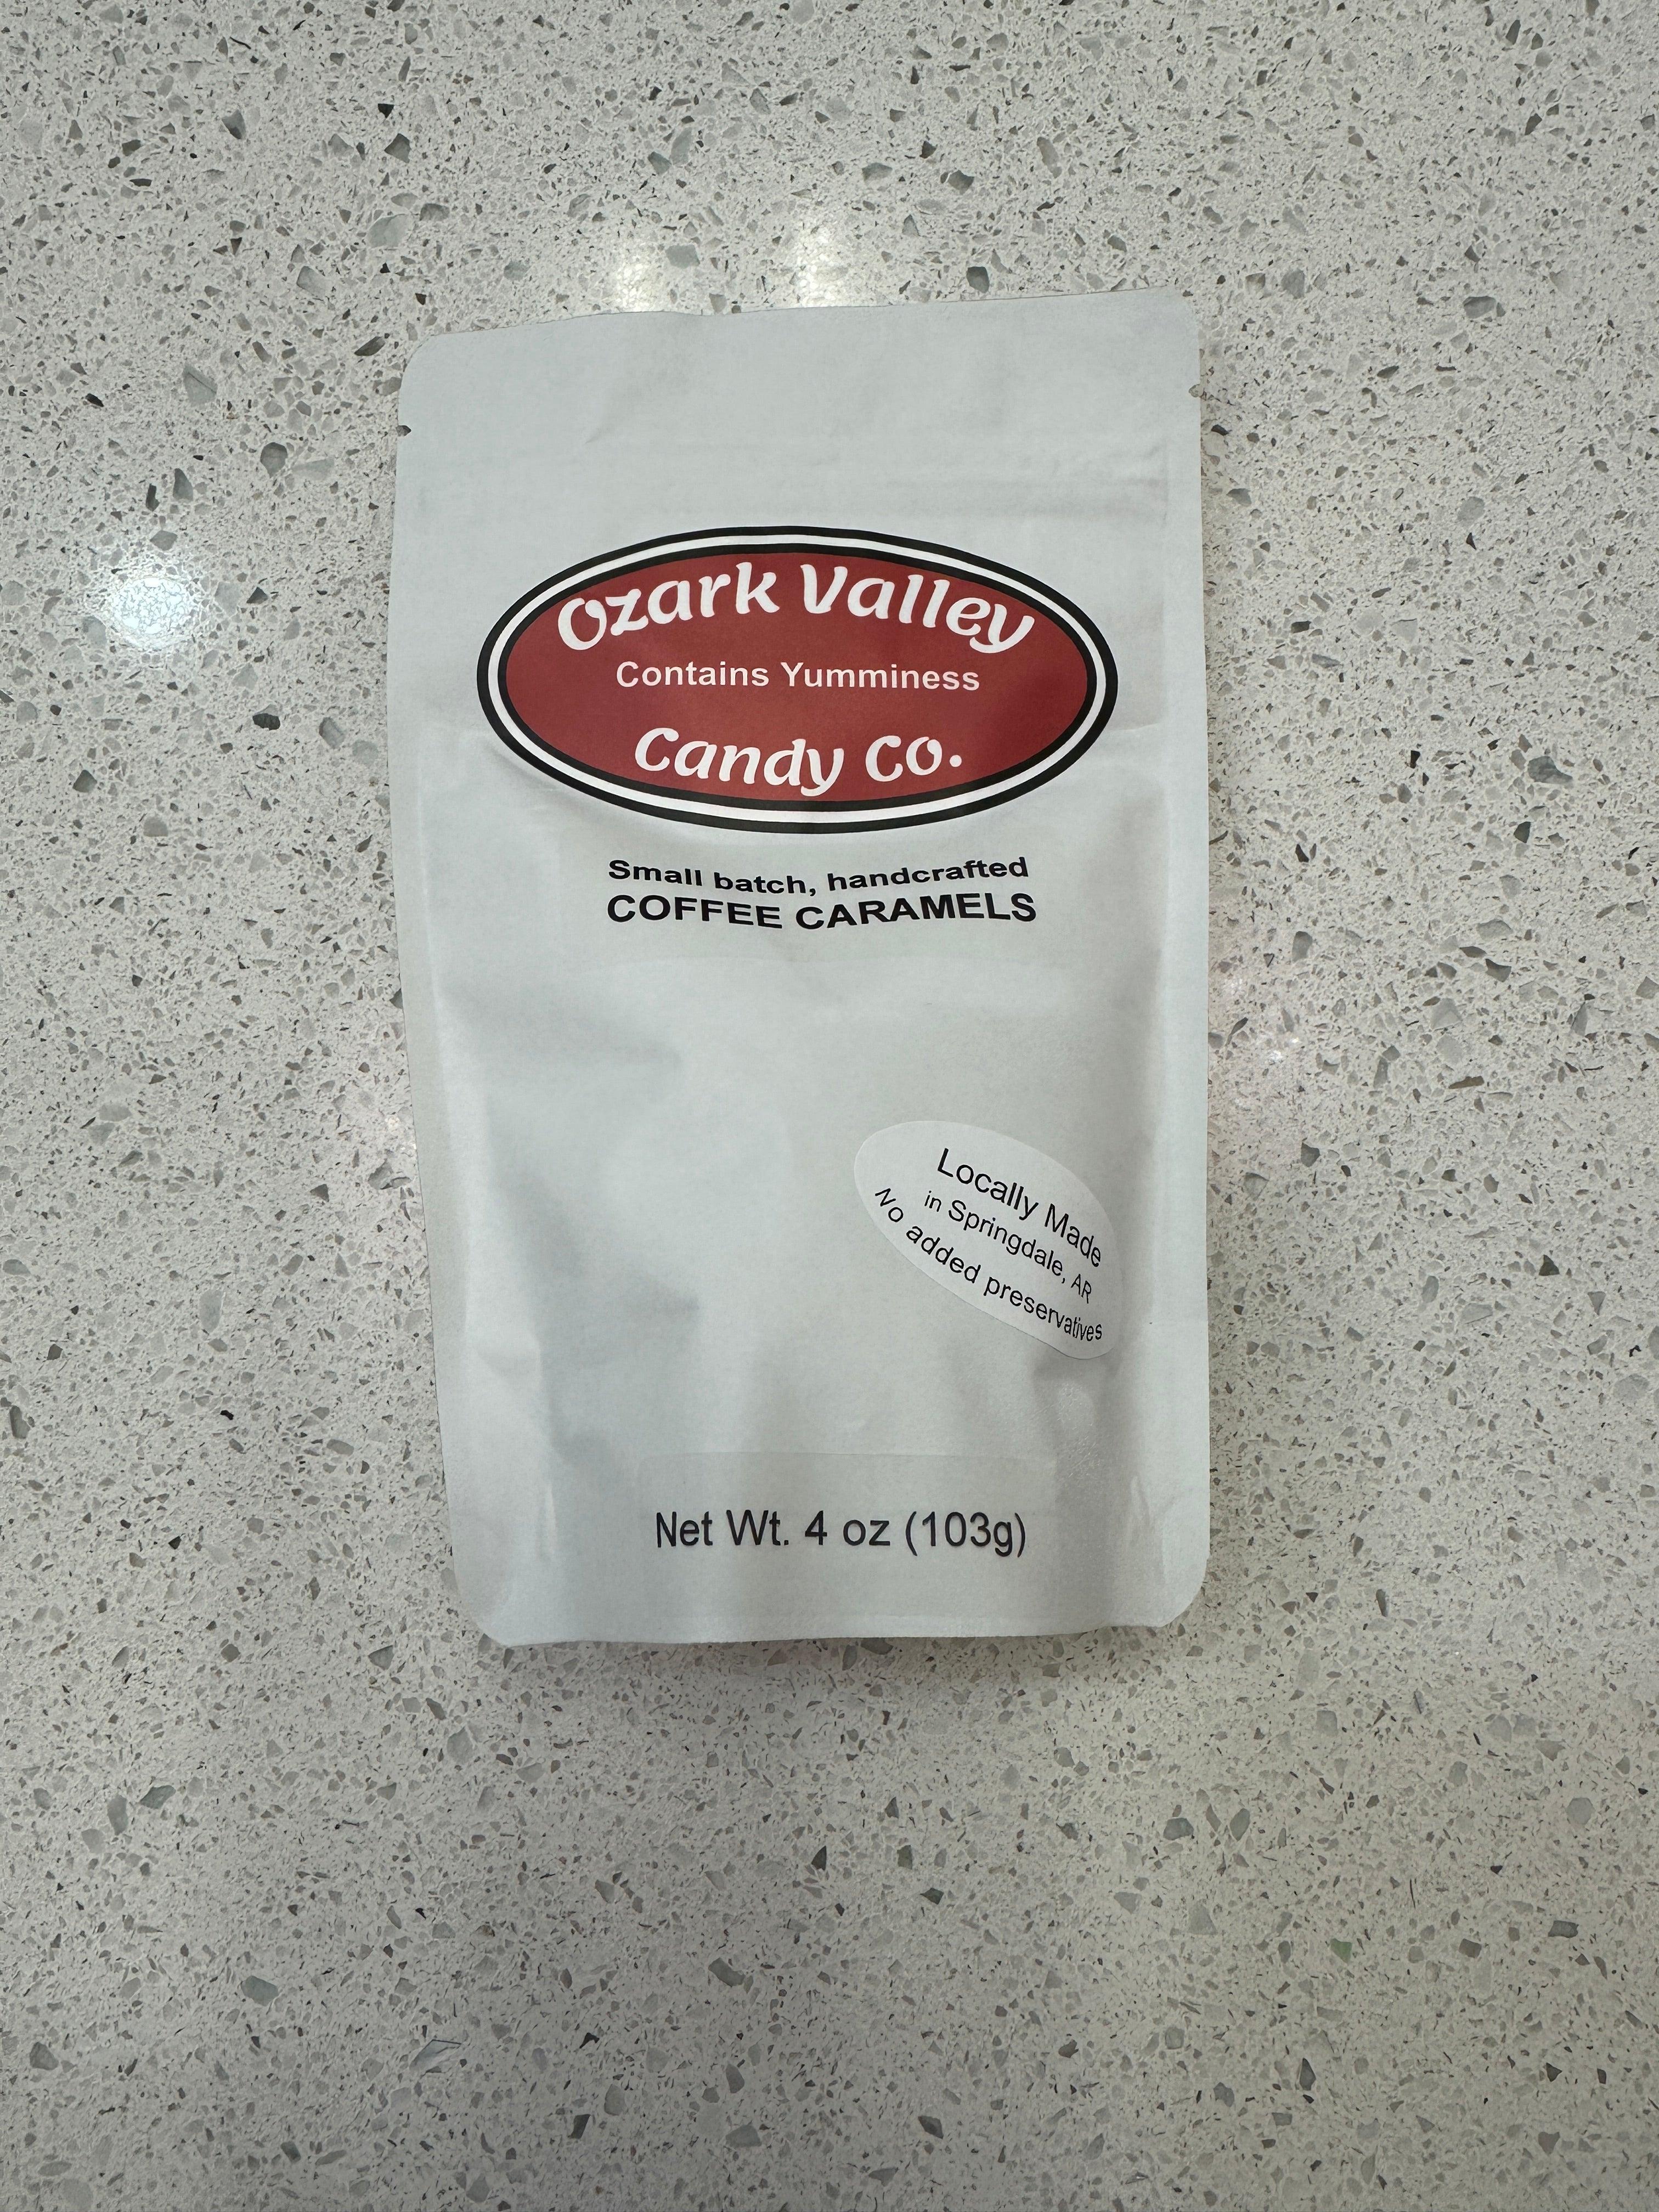 Ozark Valley
Contains Yumminess
Candy Co.
Small batch, handcrafted
COFFEE CARAMELS
Locally Made
in Springdale, AR
No added preservatives
Net Wt. 4 oz (103g)